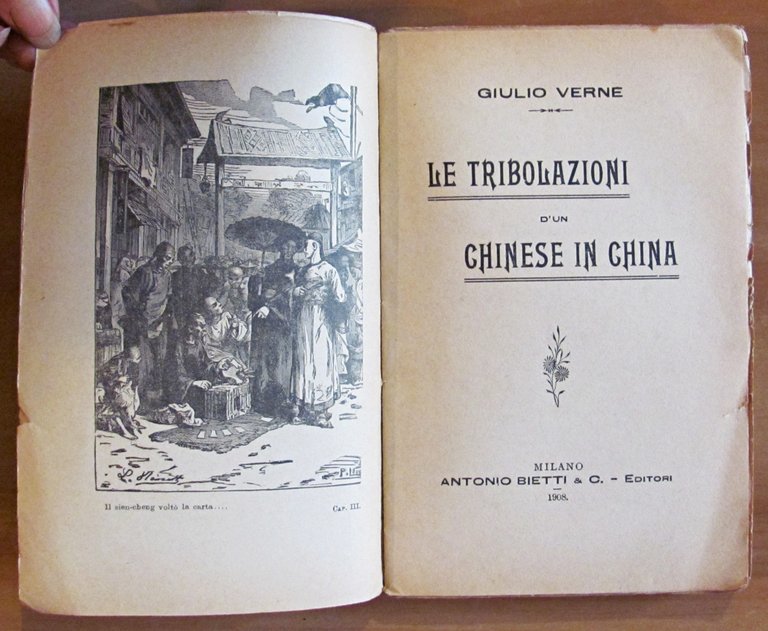 Il sien-cheng voltò la carta....
Cap. III.
GIULIO VERNE
LE TRIBOLAZIONI
D'UN
CHINESE IN CHINA
MILANO
ANTONIO BIETTI & C. - EDITORI
1908.